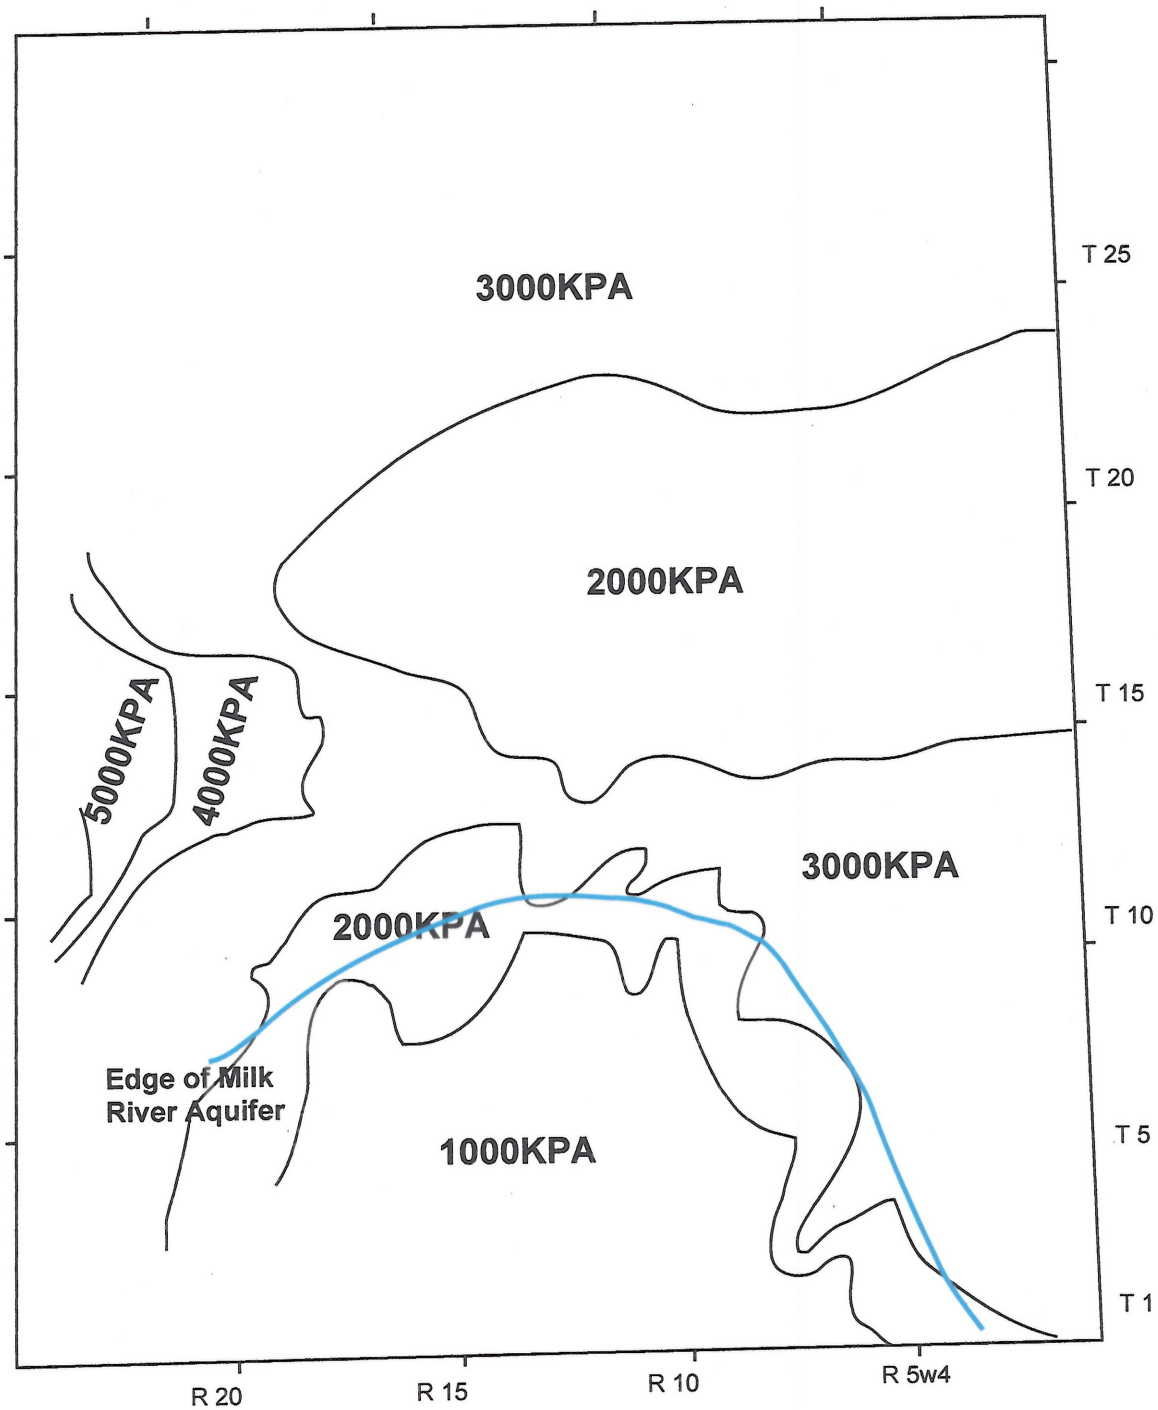 T 25
3000KPA
T 20
2000KPA
T 15
5000KPA
4000KPA
3000KPA
T 10
2000KPA
Edge of Milk
River Aquifer
1000KPA
T 5
T 1
R 20
R 15
R 10
R 5w4